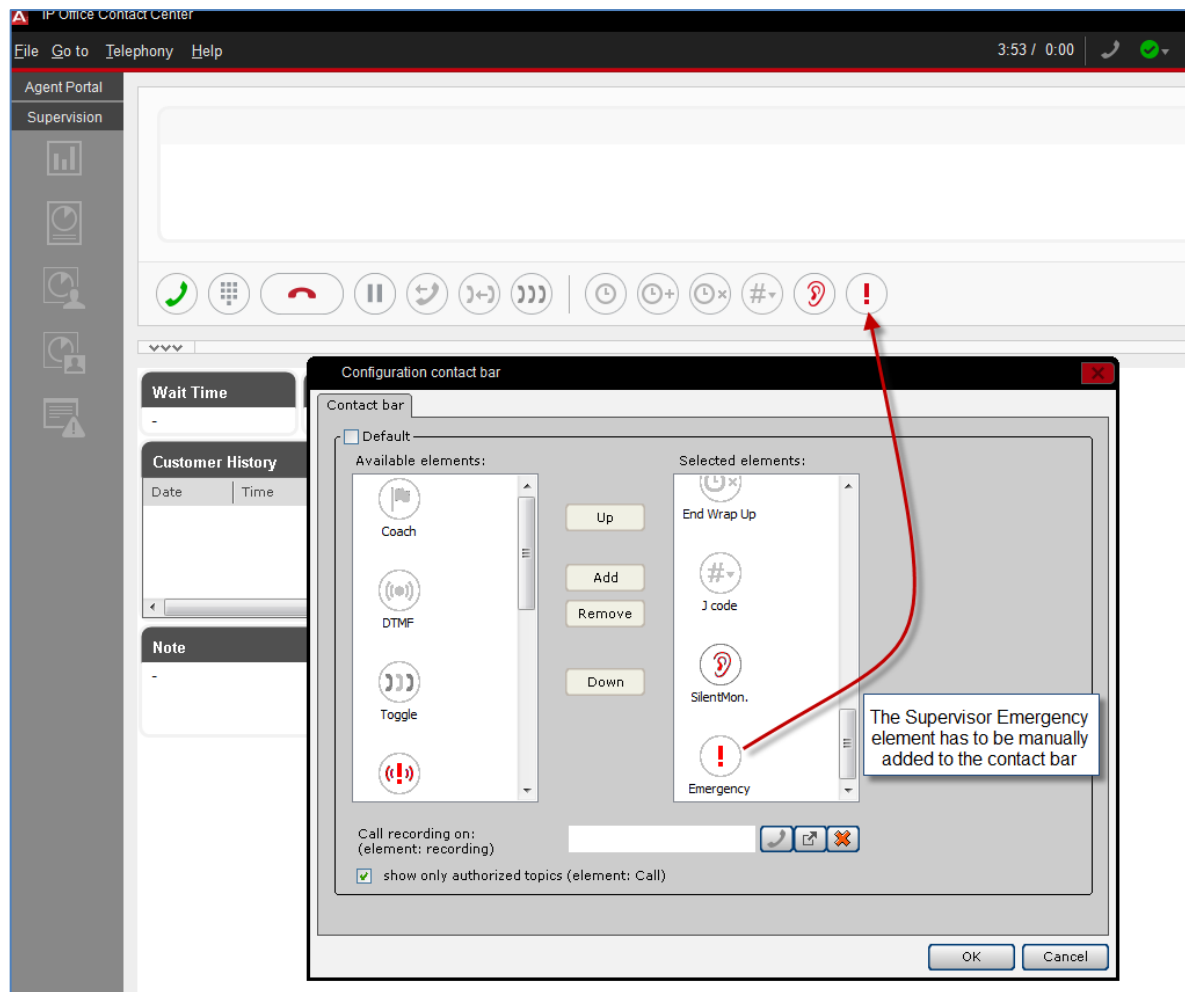 IP Office Contact Center
File Go to Telephony Help
3:53 / 0:00
Agent Portal
Supervision
Wait Time
-
Customer History
Date Time
Note
-
Configuration contact bar
Contact bar
Default
Available elements:
Selected elements:
Coach
DTMF
Toggle
Up
Add
Remove
Down
End Wrap Up
J code
SilentMon.
Emergency
The Supervisor Emergency
element has to be manually
added to the contact bar
Call recording on:
(element: recording)
show only authorized topics (element: Call)
OK Cancel